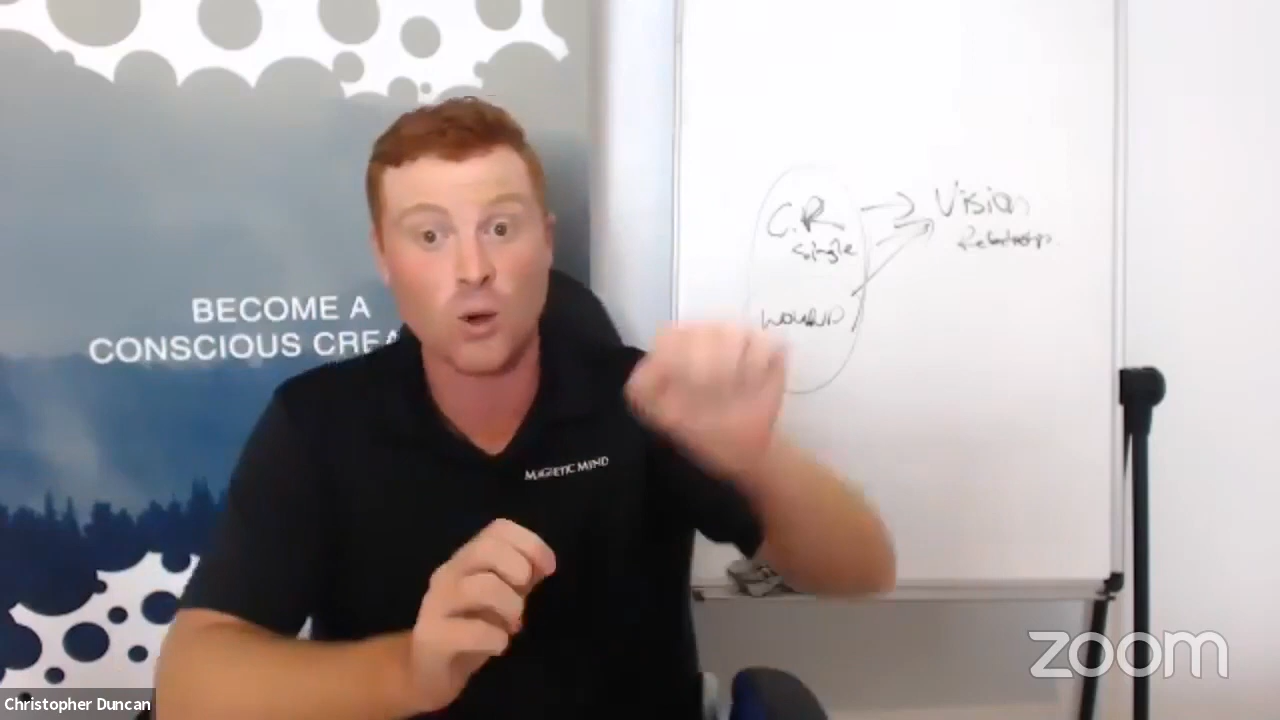 BECOME A
CONSCIOUS CREA
MAGNETIC MIND
C.R
single
WOUND
Vision
zoom
Christopher Duncan